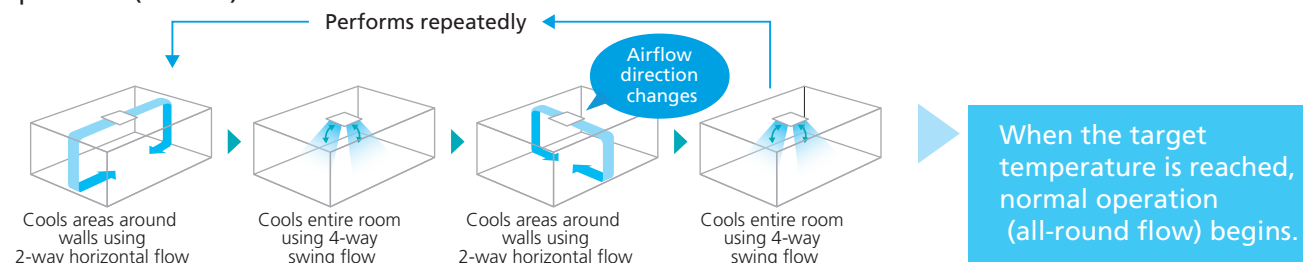 Performs repeatedly
Airflow
direction
changes
Cools areas around
walls using
2-way horizontal flow
Cools entire room
using 4-way
swing flow
Cools areas around
walls using
2-way horizontal flow
Cools entire room
using 4-way
swing flow
When the target
temperature is reached,
normal operation
(all-round flow) begins.